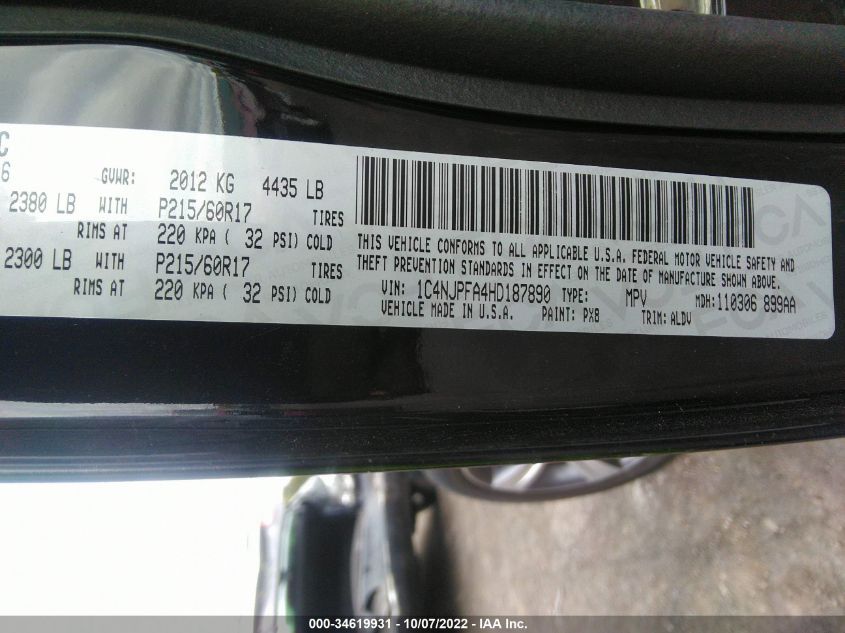 C
6
GVWR: 2012 KG 4435 LB
2380 LB WITH P215/60R17 TIRES
RIMS AT 220 KPA ( 32 PSI) COLD
2300 LB WITH P215/60R17 TIRES
RIMS AT 220 KPA ( 32 PSI) COLD
THIS VEHICLE CONFORMS TO ALL APPLICABLE U.S.A. FEDERAL MOTOR VEHICLE SAFETY AND
THEFT PREVENTION STANDARDS IN EFFECT ON THE DATE OF MANUFACTURE SHOWN ABOVE.
VIN: 1C4NJPFA4HD187890 TYPE: MPV MDH: 110306 899AA
VEHICLE MADE IN U.S.A. PAINT: PXB TRIM: ALDV
000-34619931 - 10/07/2022 - IAA Inc.